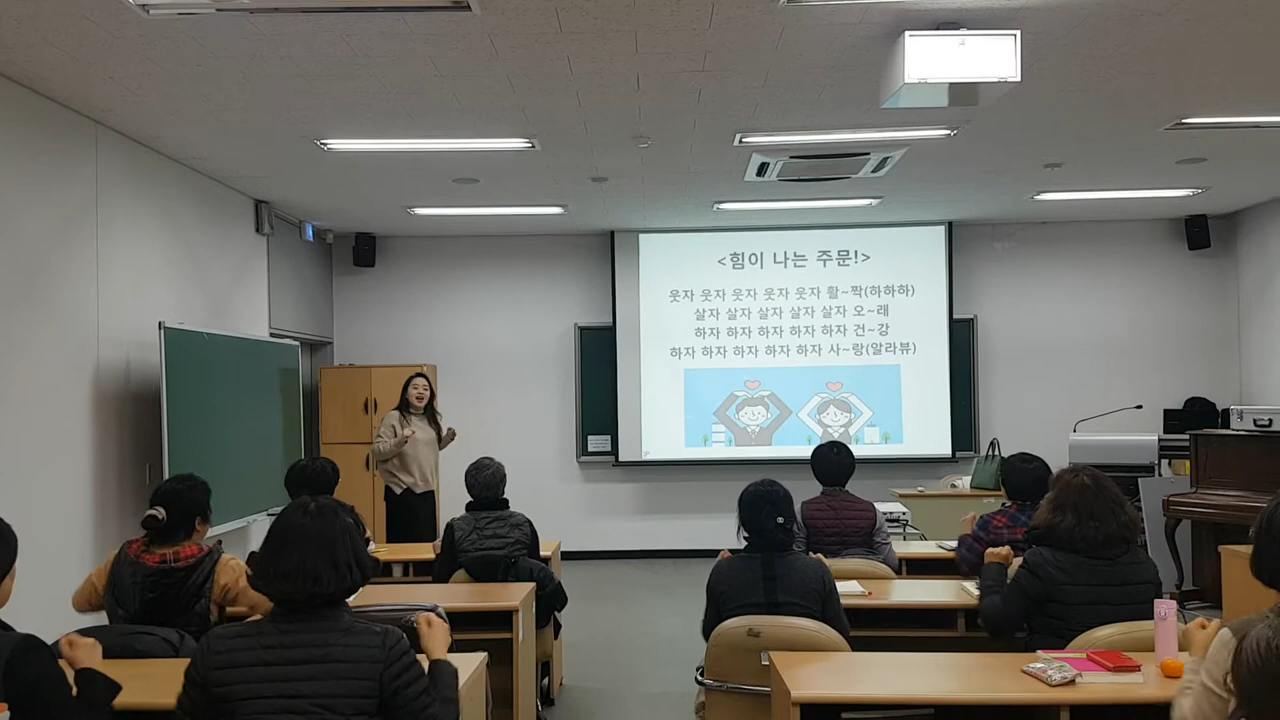 <힘이 나는 주문!>
웃자 웃자 웃자 웃자 웃자 활~짝(하하하)
살자 살자 살자 살자 살자 오~래
하자 하자 하자 하자 하자 건~강
하자 하자 하자 하자 하자 사~랑(알라뷰)